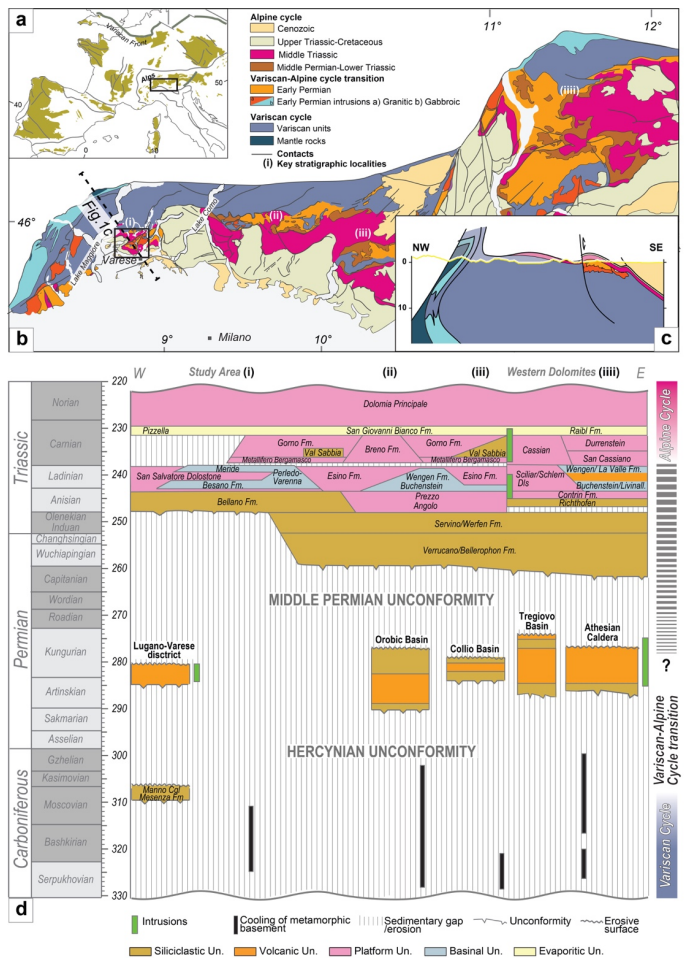 a
Variscan Front
Alps
50
40
0
10
Alpine cycle
Cenozoic
Upper Triassic-Cretaceous
Middle Triassic
Middle Permian-Lower Triassic
Variscan-Alpine cycle transition
Early Permian
a
b
Early Permian intrusions a) Granitic b) Gabbroic
Variscan cycle
Variscan units
Mantle rocks
Contacts
(i) Key stratigraphic localities
11°
12°
(iiii)
46°
Fig.1c
(i)
Lake Maggiore
Varese
Lake Como
(ii)
(iii)
NW
SE
0
10
c
b
9°
Milano
10°
W
Study Area (i)
(ii)
(iii)
Western Dolomites (iiii)
E
220
230
240
250
260
270
280
290
300
310
320
330
Triassic
Permian
Carboniferous
Norian
Carnian
Ladinian
Anisian
Olenekian
Induan
Changhsingian
Wuchiapingian
Capitanian
Wordian
Roadian
Kungurian
Artinskian
Sakmarian
Asselian
Gzhelian
Kasimovian
Moscovian
Bashkirian
Serpukhovian
Dolomia Principale
Pizzella
San Giovanni Bianco Fm.
Raibl Fm.
Gorno Fm.
Val Sabbia
Metallifero Bergamasco
Breno Fm.
Gorno Fm.
Val Sabbia
Metallifero Bergamasco
Cassian
Durrenstein
San Cassiano
Meride
San Salvatore Dolostone
Besano Fm.
Perledo-
Varenna
Esino Fm.
Wengen Fm.
Buchenstein
Esino Fm.
Sciliar/Schlern
Dls
Wengen/ La Valle Fm.
Buchenstein/Livinall.
Contrin Fm.
Richthofen
Bellano Fm.
Prezzo
Angolo
Servino/Werfen Fm.
Verrucano/Bellerophon Fm.
MIDDLE PERMIAN UNCONFORMITY
Lugano-Varese
disctrict
Orobic Basin
Collio Basin
Tregiovo
Basin
Athesian
Caldera
HERCYNIAN UNCONFORMITY
Manno Cgl
Mesenza Fm.
Alpine Cycle
?
Variscan-Alpine
Cycle transition
Variscan Cycle
d
Intrusions
Cooling of metamorphic
basement
Sedimentary gap
/erosion
Unconformity
Erosive
surface
Siliciclastic Un.
Volcanic Un.
Platform Un.
Basinal Un.
Evaporitic Un.